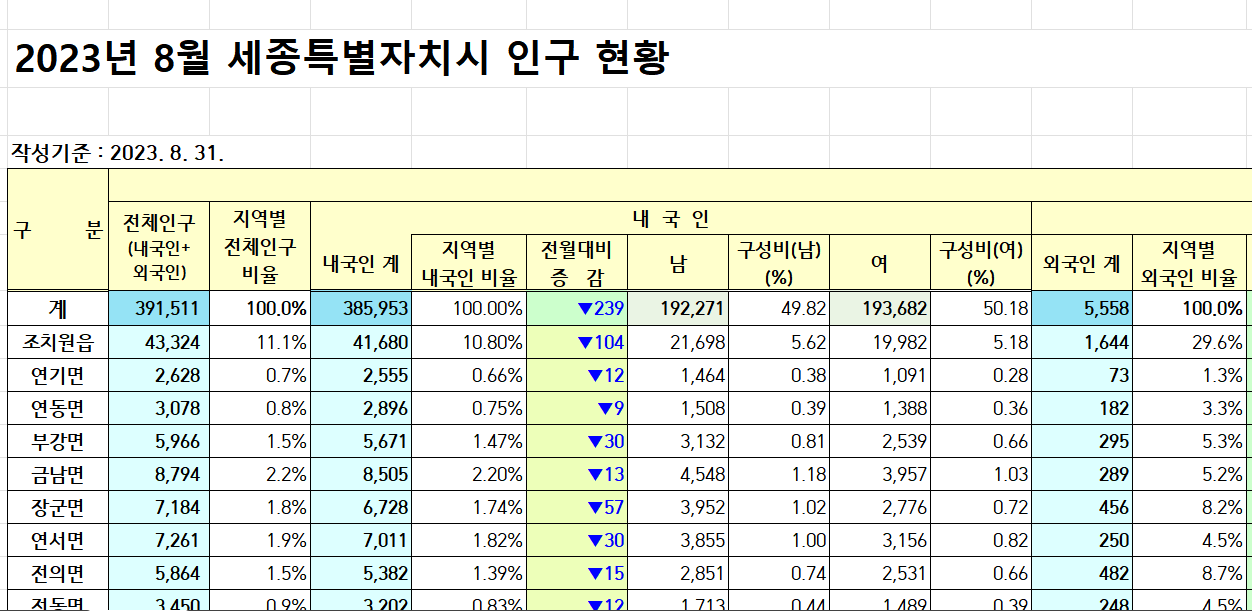 2023년 8월 세종특별자치시 인구 현황
작성기준 : 2023. 8. 31.
구 분
전체인구
(내국인+
외국인)
지역별
전체인구
비율
내 국 인
내국인 계
지역별
내국인 비율
전월대비
증 감
남
구성비(남)
(%)
여
구성비(여)
(%)
외국인 계
지역별
외국인 비율
계 391,511 100.0% 385,953 100.00% ▼239 192,271 49.82 193,682 50.18 5,558 100.0%
조치원읍 43,324 11.1% 41,680 10.80% ▼104 21,698 5.62 19,982 5.18 1,644 29.6%
연기면 2,628 0.7% 2,555 0.66% ▼12 1,464 0.38 1,091 0.28 73 1.3%
연동면 3,078 0.8% 2,896 0.75% ▼9 1,508 0.39 1,388 0.36 182 3.3%
부강면 5,966 1.5% 5,671 1.47% ▼30 3,132 0.81 2,539 0.66 295 5.3%
금남면 8,794 2.2% 8,505 2.20% ▼13 4,548 1.18 3,957 1.03 289 5.2%
장군면 7,184 1.8% 6,728 1.74% ▼57 3,952 1.02 2,776 0.72 456 8.2%
연서면 7,261 1.9% 7,011 1.82% ▼30 3,855 1.00 3,156 0.82 250 4.5%
전의면 5,864 1.5% 5,382 1.39% ▼15 2,851 0.74 2,531 0.66 482 8.7%
전동면 3,450 0.9% 3,202 0.83% ▼12 1,713 0.44 1,489 0.39 248 4.5%